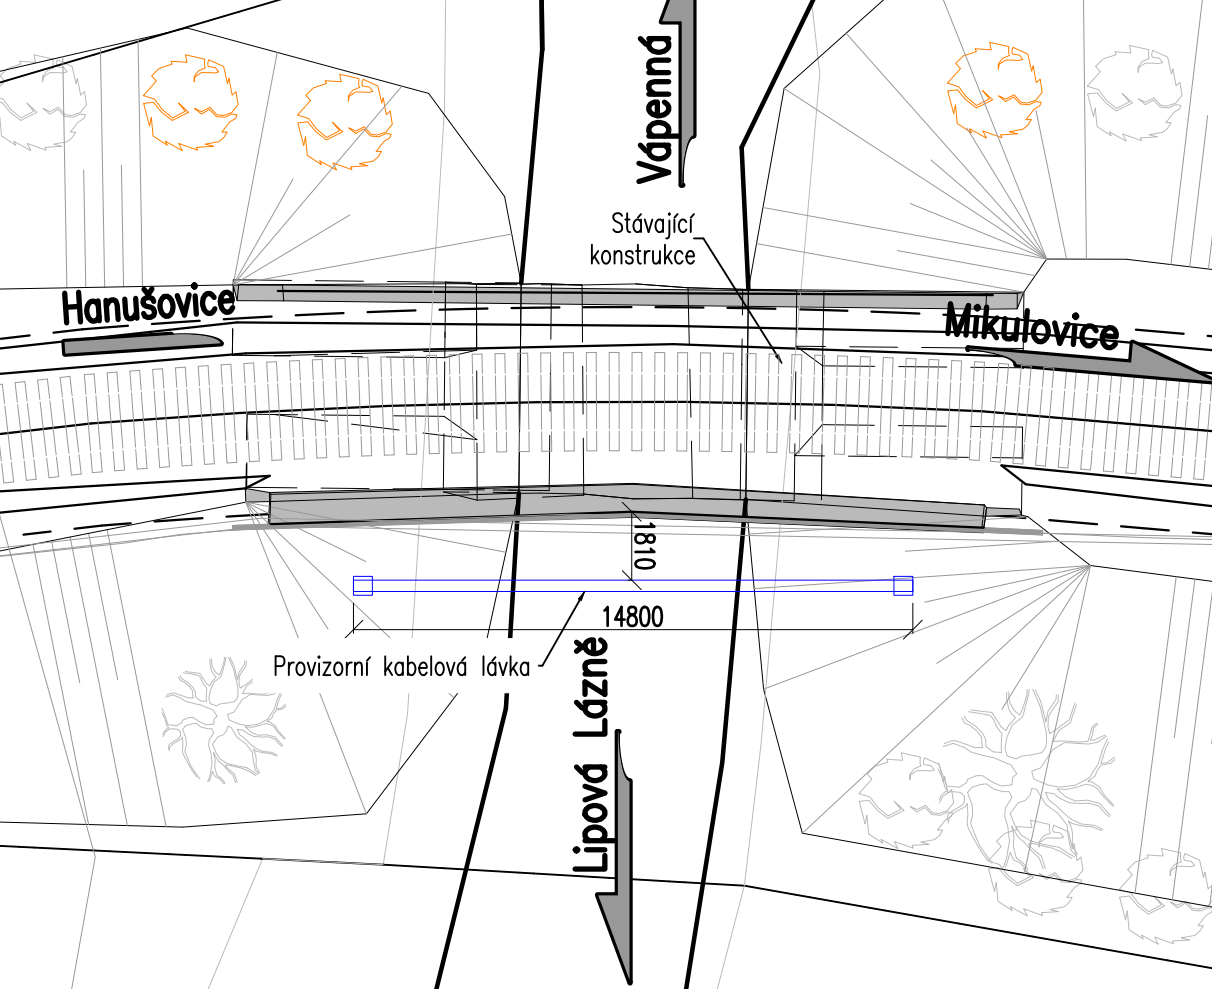 Vápenná
Stávající
konstrukce
Hanušovice
Mikulovice
1810
14800
Provizorní kabelová lávka
Lipová Lázně